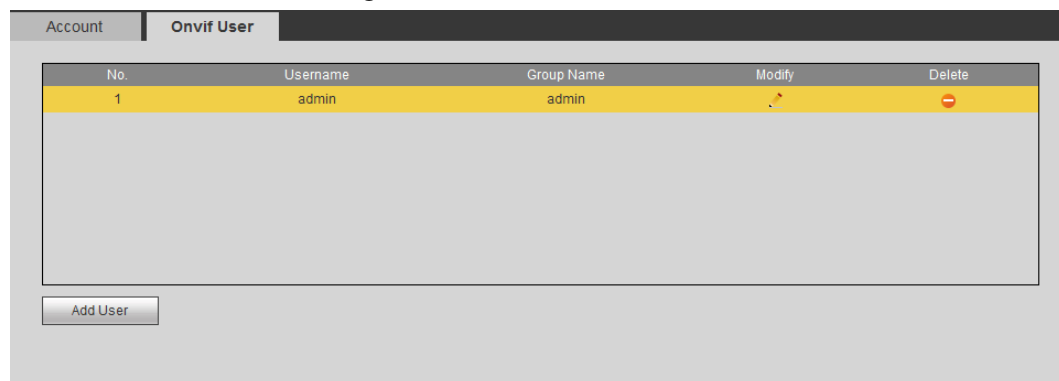 Account Onvif User
No. Username Group Name Modify Delete
1 admin admin
Add User